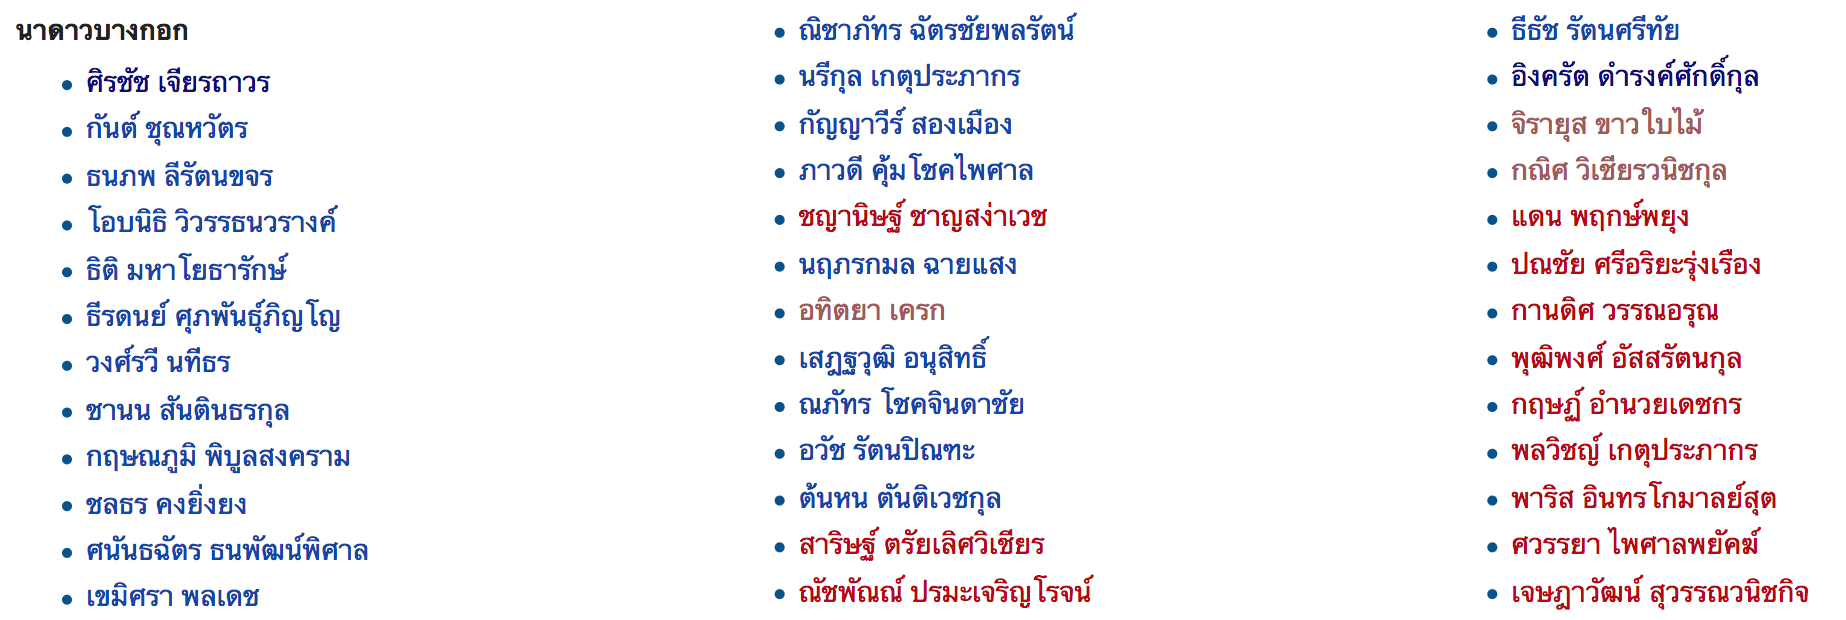 นาดาวบางกอก
ศิรชัช เจียรถาวร
กันต์ ชุณหวัตร
ธนภพ ลีรัตนขจร
โอบนิธิ วิวรรธนวรางค์
ธิติ มหาโยธารักษ์
ธีรดนย์ ศุภพันธุ์ภิญโญ
วงศ์รวี นทีธร
ชานน สันตินธรกุล
กฤษณภูมิ พิบูลสงคราม
ชลธร คงยิ่งยง
ศนันธฉัตร ธนพัฒน์พิศาล
เขมิศรา พลเดช
ณิชาภัทร ฉัตรชัยพลรัตน์
นรีกุล เกตุประภากร
กัญญาวีร์ สองเมือง
ภาวดี คุ้มโชคไพศาล
ชญานิษฐ์ ชาญสง่าเวช
นฤภรกมล ฉายแสง
อทิตยา เครก
เสฎฐวุฒิ อนุสิทธิ์
ณภัทร โชคจินดาชัย
อวัช รัตนปิณฑะ
ต้นหน ตันติเวชกุล
สาริษฐ์ ตรัยเลิศวิเชียร
ณัชพัณณ์ ปรมะเจริญโรจน์
ธีธัช รัตนศรีทัย
อิงครัต ดำรงค์ศักดิ์กุล
จิรายุส ขาวใบไม้
กณิศ วิเชียรวนิชกุล
แดน พฤกษ์พยุง
ปณชัย ศรีอริยะรุ่งเรือง
กานดิศ วรรณอรุณ
พุฒิพงศ์ อัสสรัตนกุล
กฤษฏ์ อำนวยเดชกร
พลวิชญ์ เกตุประภากร
พาริส อินทรโกมาลย์สุต
ศวรรยา ไพศาลพยัคฆ์
เจษฎาวัฒน์ สุวรรณวนิชกิจ